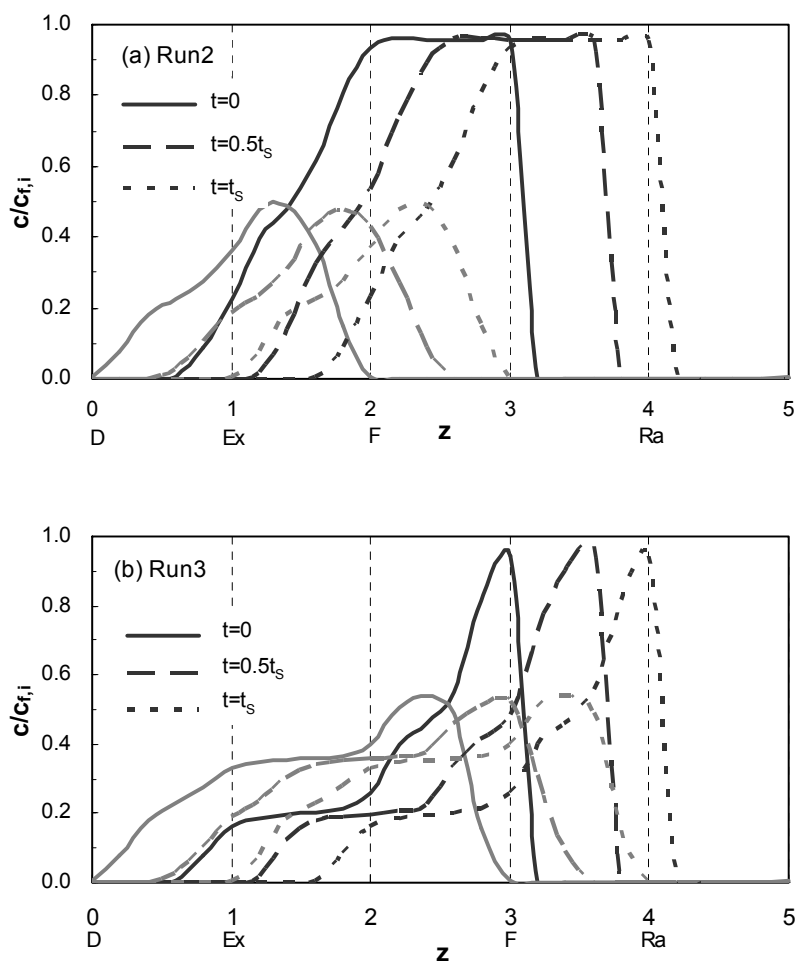 1.0
(a) Run2
t=0
0.8
t=0.5tS
t=tS
0.6
c/cf,i
0.4
0.2
0.0
0 1 2 3 4 5
D Ex F z Ra
1.0
(b) Run3
0.8
t=0
t=0.5tS
0.6
t=tS
c/cf,i
0.4
0.2
0.0
0 1 2 3 4 5
D Ex z F Ra